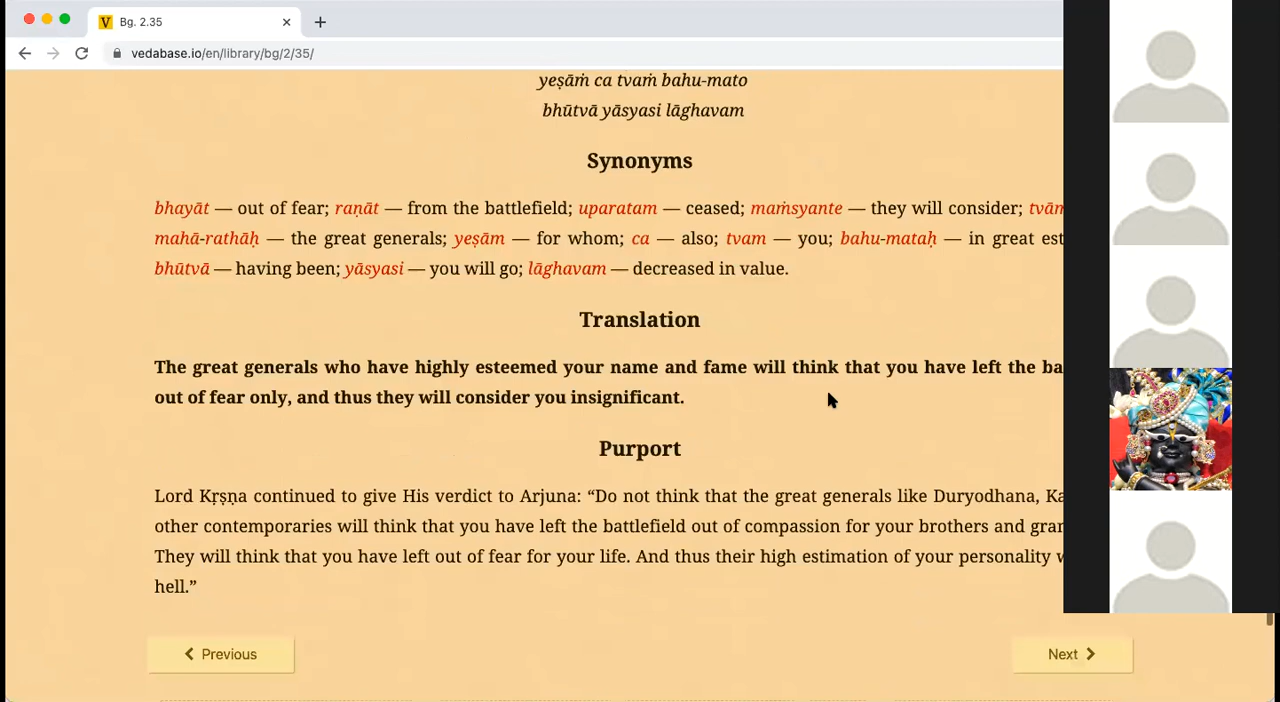 Bg. 2.35
vedabase.io/en/library/bg/2/35/
yeṣāṁ ca tvaṁ bahu-mato
bhūtvā yāsyasi lāghavam
Synonyms
bhayāt — out of fear; raṇāt — from the battlefield; uparatam — ceased; maṁsyante — they will consider; tvām
mahā-rathāḥ — the great generals; yeṣām — for whom; ca — also; tvam — you; bahu-mataḥ — in great est
bhūtvā — having been; yāsyasi — you will go; lāghavam — decreased in value.
Translation
The great generals who have highly esteemed your name and fame will think that you have left the ba
out of fear only, and thus they will consider you insignificant.
Purport
Lord Kṛṣṇa continued to give His verdict to Arjuna: “Do not think that the great generals like Duryodhana, Ka
other contemporaries will think that you have left the battlefield out of compassion for your brothers and gran
They will think that you have left out of fear for your life. And thus their high estimation of your personality w
hell.”
Previous
Next